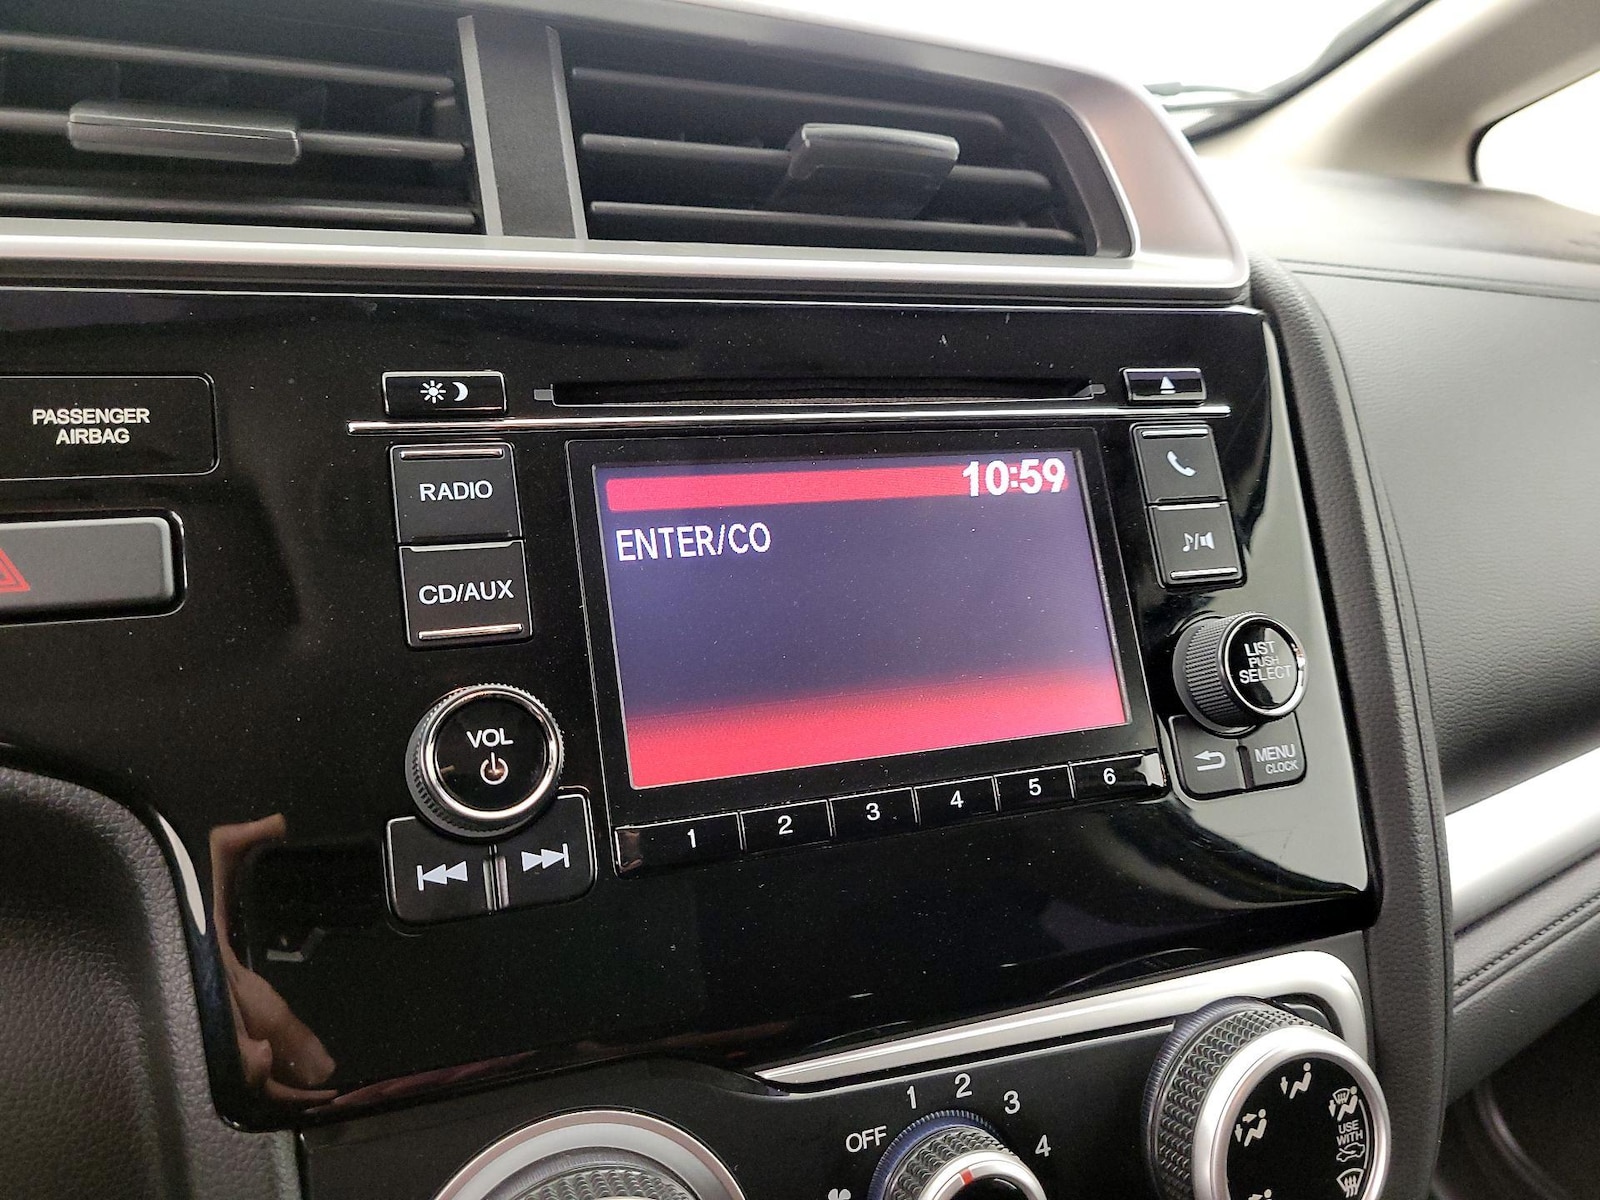 PASSENGER
AIRBAG
RADIO
CD/AUX
10:59
ENTER/CO
VOL
LIST
PUSH
SELECT
MENU
CLOCK
1 2 3 4 5 6
OFF 1 2 3 4
USE
WITH